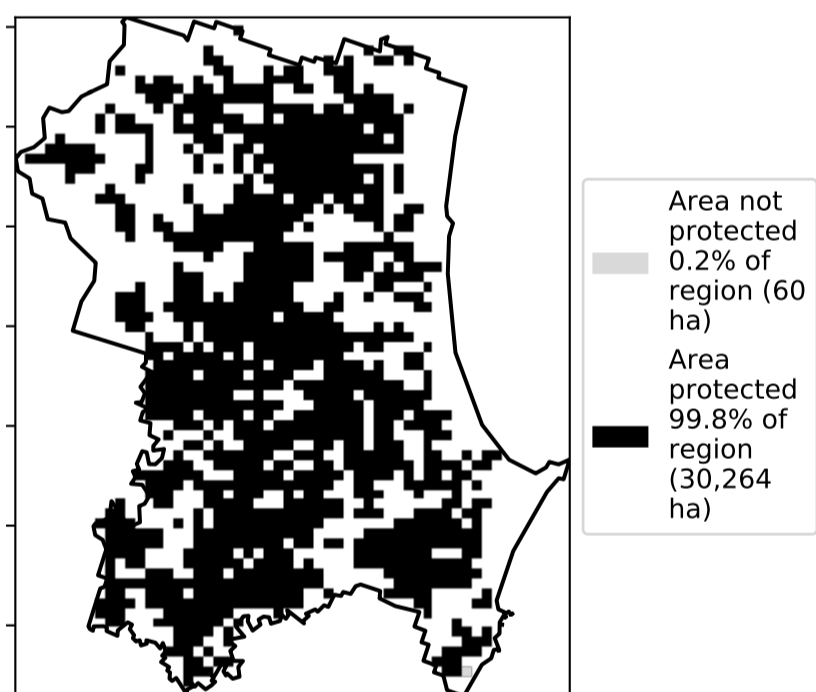 Area not
protected
0.2% of
region (60
ha)
Area
protected
99.8% of
region
(30,264
ha)